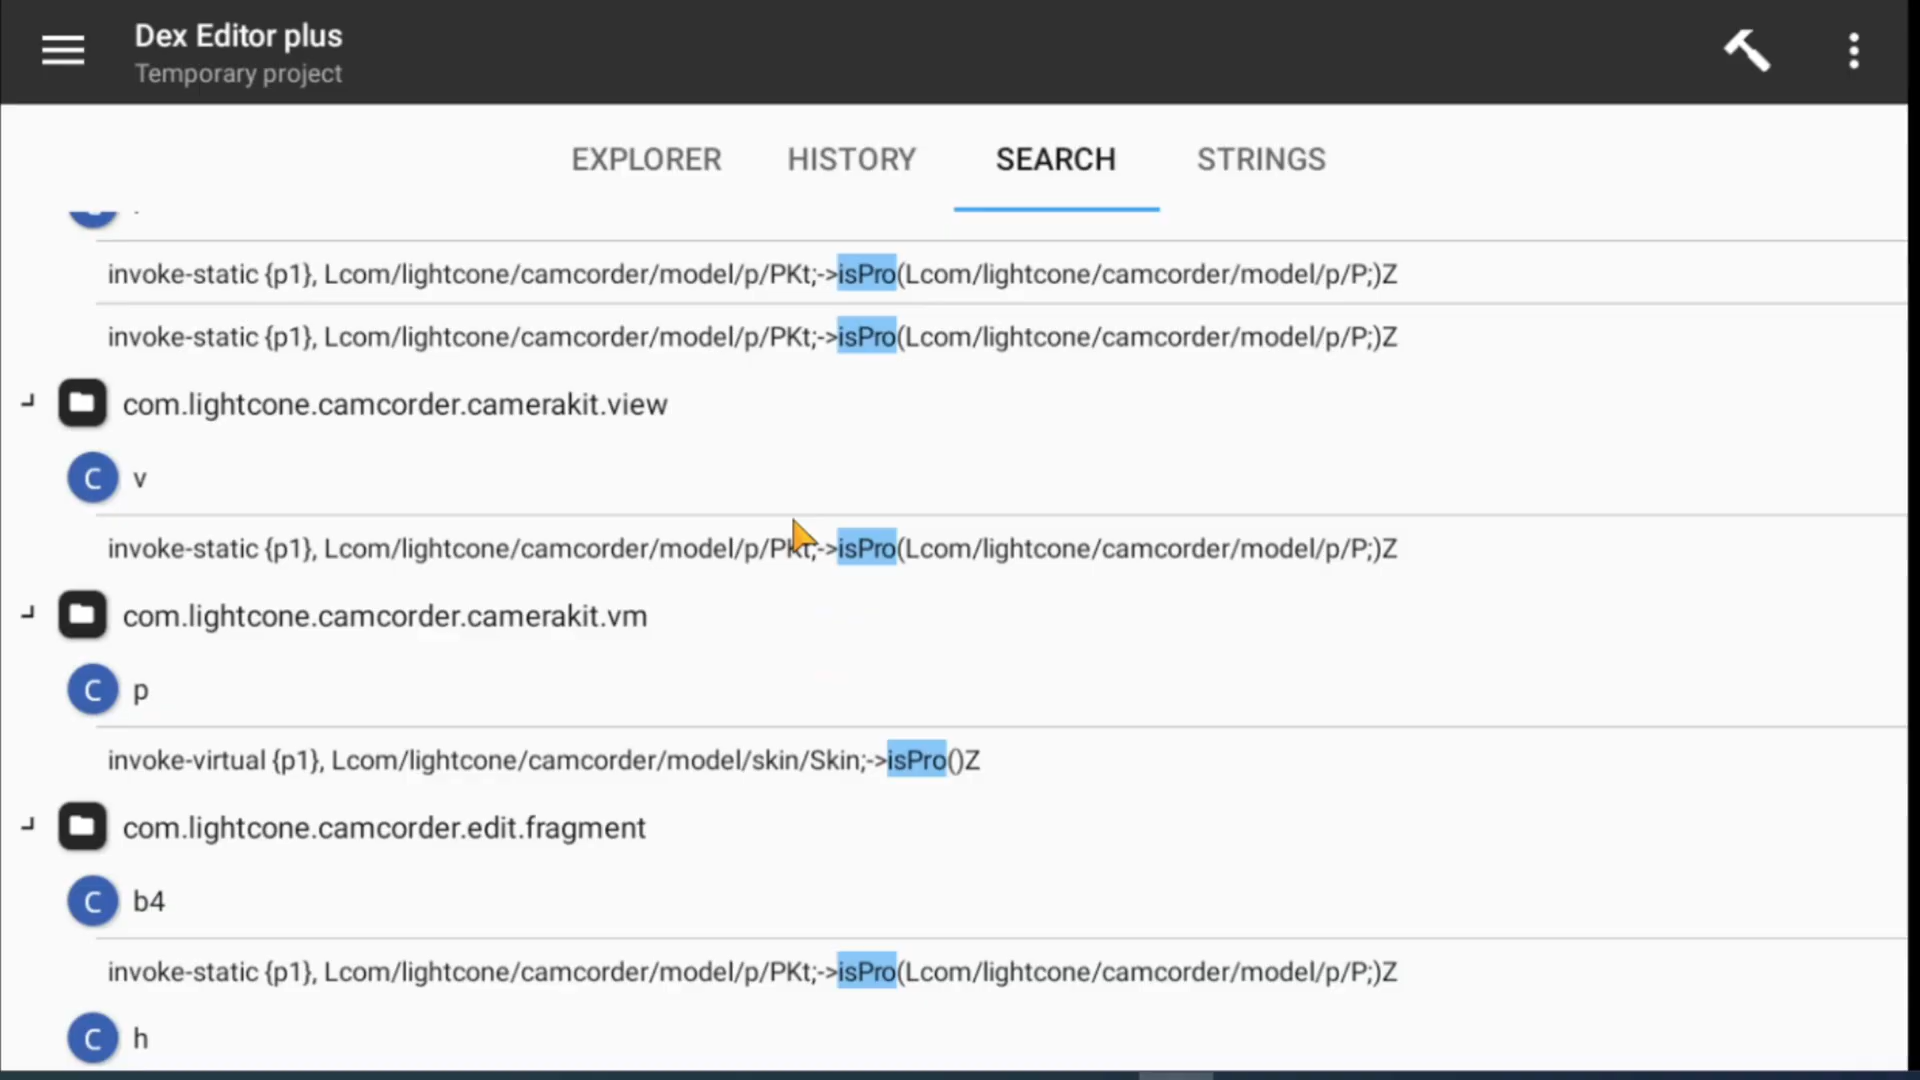 Dex Editor plus
Temporary project
EXPLORER HISTORY SEARCH STRINGS
invoke-static {p1}, Lcom/lightcone/camcorder/model/p/PKt;->isPro(Lcom/lightcone/camcorder/model/p/P;)Z
invoke-static {p1}, Lcom/lightcone/camcorder/model/p/PKt;->isPro(Lcom/lightcone/camcorder/model/p/P;)Z
com.lightcone.camcorder.camerakit.view
C v
invoke-static {p1}, Lcom/lightcone/camcorder/model/p/PKt;->isPro(Lcom/lightcone/camcorder/model/p/P;)Z
com.lightcone.camcorder.camerakit.vm
C p
invoke-virtual {p1}, Lcom/lightcone/camcorder/model/skin/Skin;->isPro()Z
com.lightcone.camcorder.edit.fragment
C b4
invoke-static {p1}, Lcom/lightcone/camcorder/model/p/PKt;->isPro(Lcom/lightcone/camcorder/model/p/P;)Z
C h